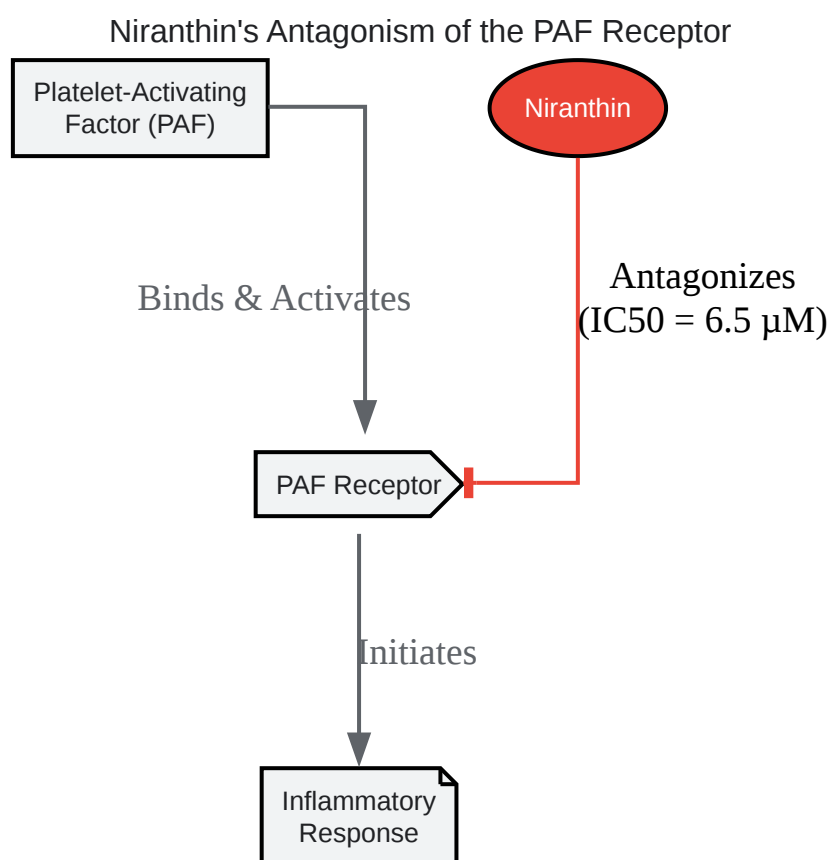 Niranthin's Antagonism of the PAF Receptor
Platelet-Activating
Factor (PAF)
Niranthin
Binds & Activates
Antagonizes
(IC50 = 6.5 µM)
PAF Receptor
Initiates
Inflammatory
Response